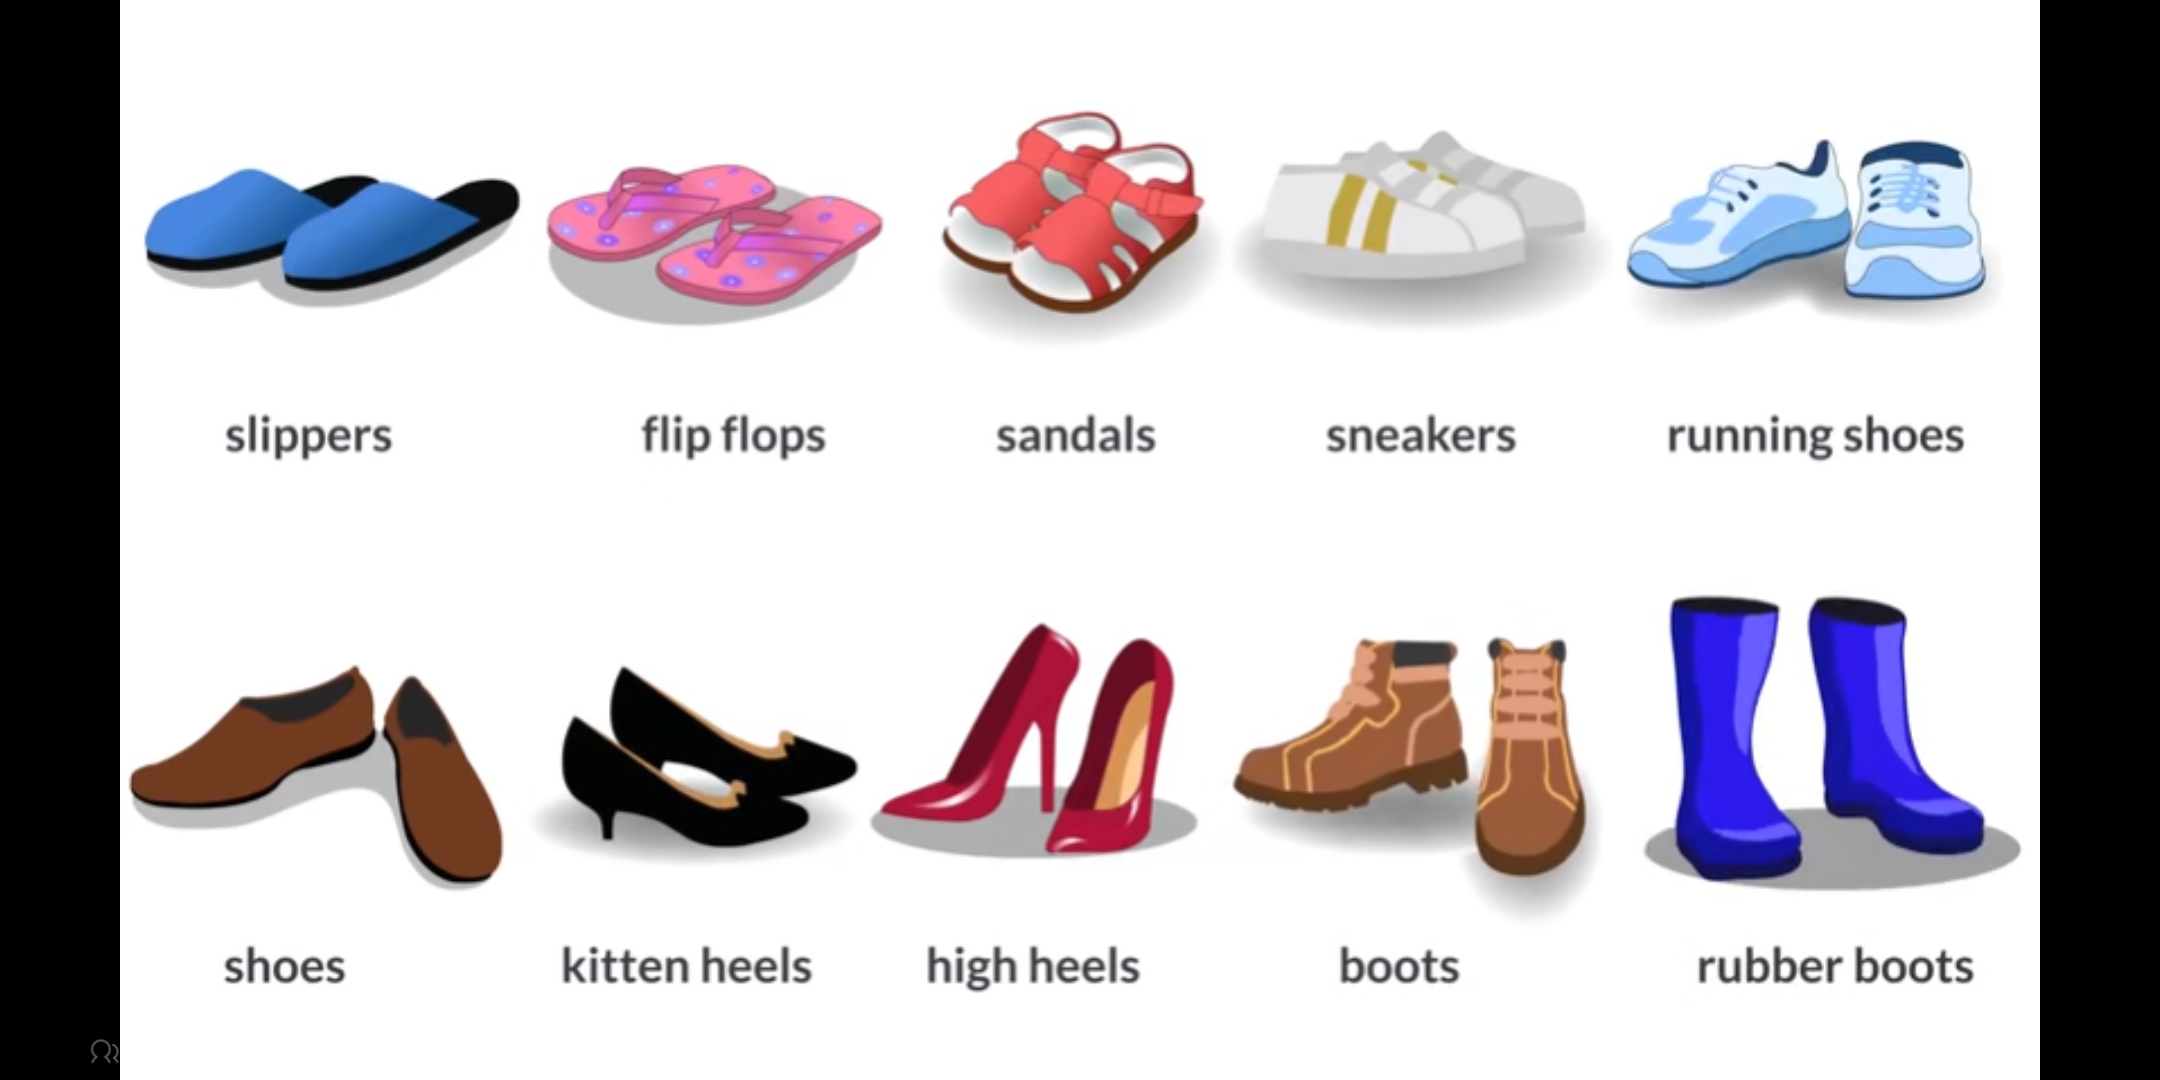 slippers
flip flops
sandals
sneakers
running shoes
shoes
kitten heels
high heels
boots
rubber boots